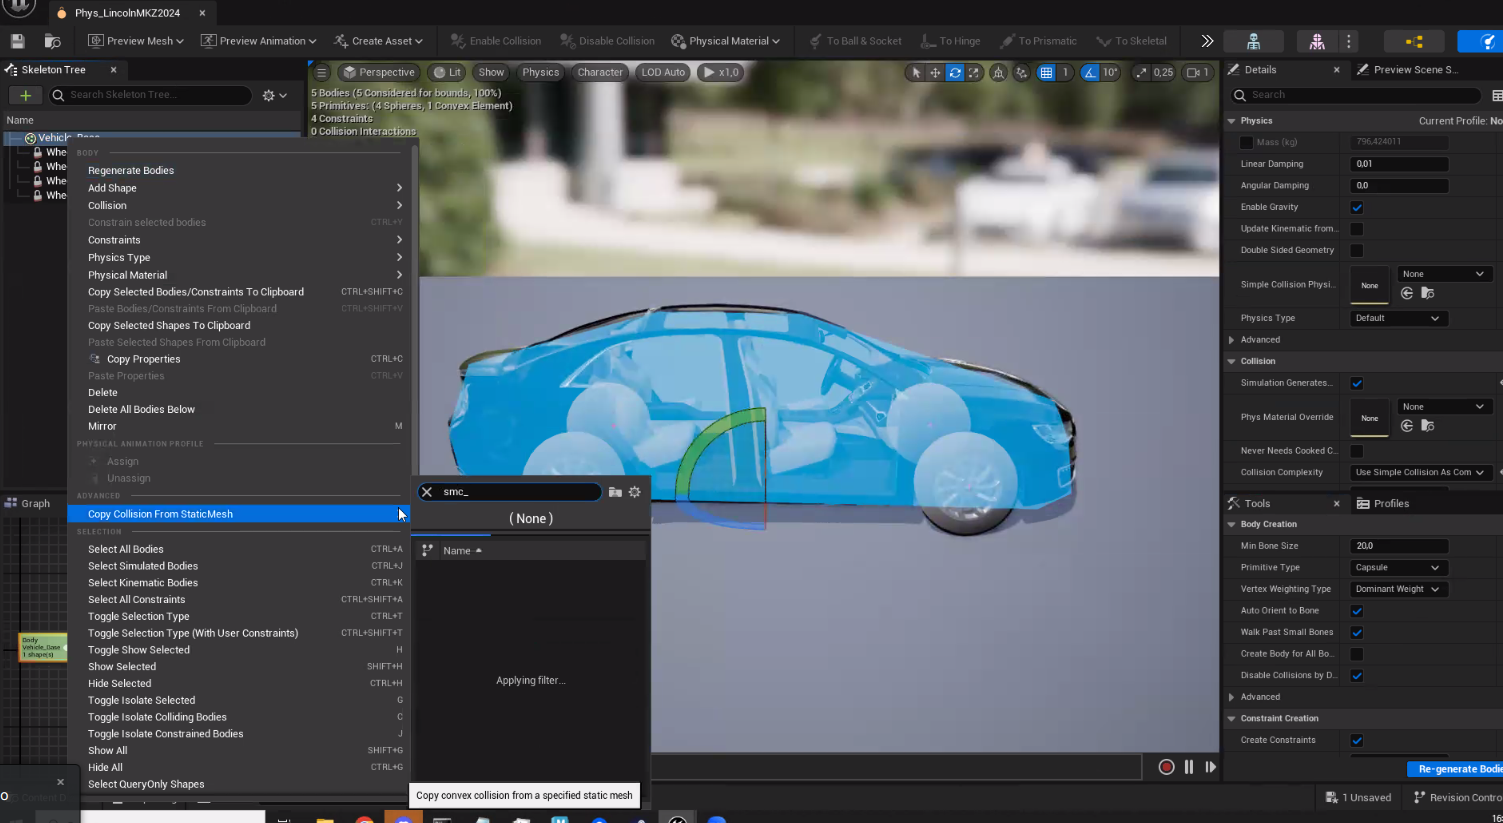 Phys_LincolnMKZ2024
Preview Mesh
Preview Animation
Create Asset
Enable Collision
Disable Collision
Physical Material
To Ball & Socket
To Hinge
To Prismatic
To Skeletal
Skeleton Tree
Search Skeleton Tree...
Name
Vehicle_Base
Whe
Whe
Whe
Whe
Perspective
Lit
Show
Physics
Character
LOD Auto
x1,0
1
10°
0,25
1
5 Bodies (5 Considered for bounds, 100%)
5 Primitives: (4 Spheres, 1 Convex Element)
4 Constraints
0 Collision Interactions
BODY
Regenerate Bodies
Add Shape
Collision
Constrain selected bodies CTRL+Y
Constraints
Physics Type
Physical Material
Copy Selected Bodies/Constraints To Clipboard CTRL+SHIFT+C
Paste Bodies/Constraints From Clipboard CTRL+SHIFT+V
Copy Selected Shapes To Clipboard
Paste Selected Shapes From Clipboard
Copy Properties CTRL+C
Paste Properties CTRL+V
Delete
Delete All Bodies Below
Mirror M
PHYSICAL ANIMATION PROFILE
Assign
Unassign
ADVANCED
Copy Collision From StaticMesh
SELECTION
Select All Bodies CTRL+A
Select Simulated Bodies CTRL+J
Select Kinematic Bodies CTRL+K
Select All Constraints CTRL+SHIFT+A
Toggle Selection Type CTRL+T
Toggle Selection Type (With User Constraints) CTRL+SHIFT+T
Toggle Show Selected H
Show Selected SHIFT+H
Hide Selected CTRL+H
Toggle Isolate Selected G
Toggle Isolate Colliding Bodies C
Toggle Isolate Constrained Bodies J
Show All SHIFT+G
Hide All CTRL+G
Select QueryOnly Shapes
smc_
( None )
Name
Applying filter...
Copy convex collision from a specified static mesh
Graph
Body
Vehicle_Base
1 shape(s)
Details
Preview Scene S...
Search
Physics
Current Profile: No
Mass (kg) 796,424011
Linear Damping 0,01
Angular Damping 0,0
Enable Gravity
Update Kinematic from..
Double Sided Geometry
Simple Collision Physi..
None
None
Physics Type Default
Advanced
Collision
Simulation Generates...
Phys Material Override
None
None
Never Needs Cooked C..
Collision Complexity Use Simple Collision As Com
Tools
Profiles
Body Creation
Min Bone Size 20,0
Primitive Type Capsule
Vertex Weighting Type Dominant Weight
Auto Orient to Bone
Walk Past Small Bones
Create Body for All Bo..
Disable Collisions by D..
Advanced
Constraint Creation
Create Constraints
Re-generate Bodie
1 Unsaved
Revision Contro